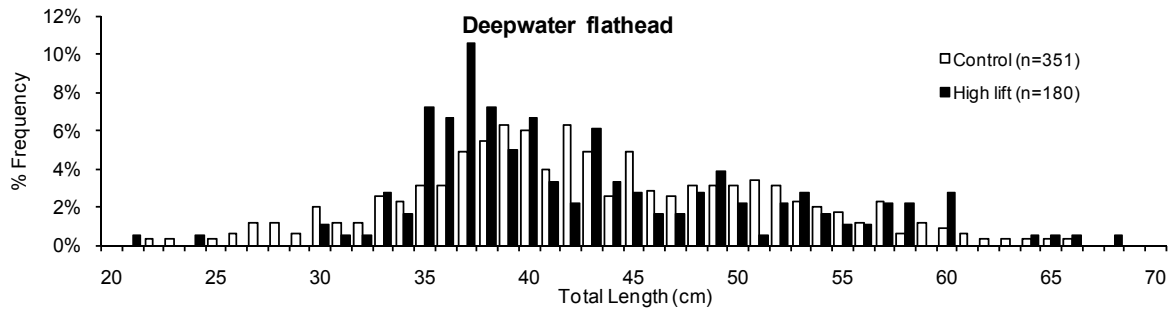 Deepwater flathead
Control (n=351)
High lift (n=180)
% Frequency
12%
10%
8%
6%
4%
2%
0%
20 25 30 35 40 45 50 55 60 65 70
Total Length (cm)